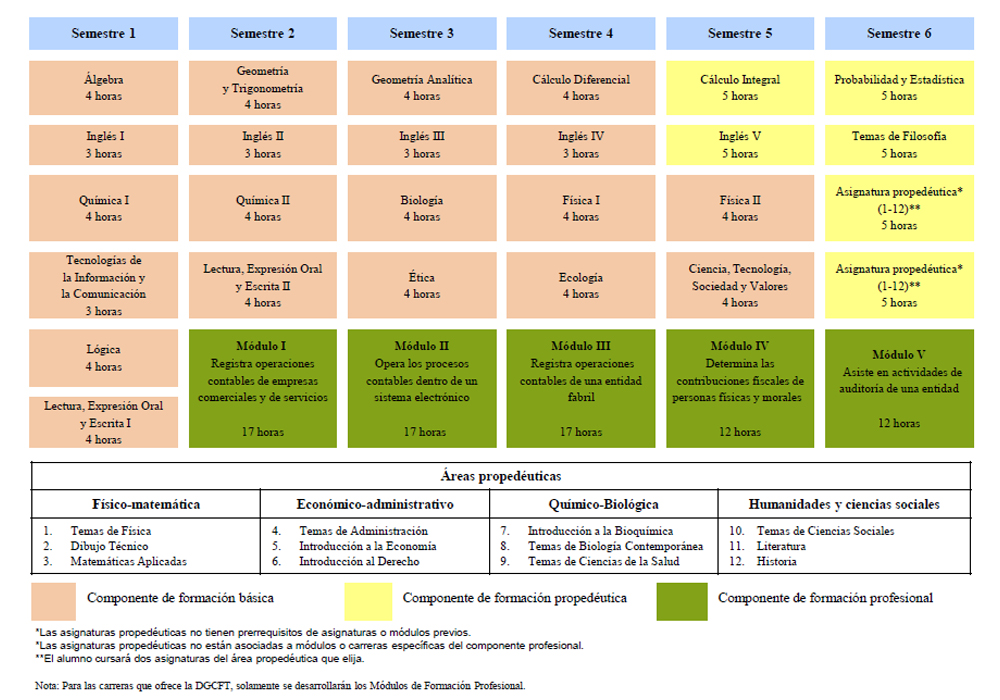 Semestre 1
Semestre 2
Semestre 3
Semestre 4
Semestre 5
Semestre 6
Álgebra
4 horas
Geometría
y Trigonometría
4 horas
Geometría Analítica
4 horas
Cálculo Diferencial
4 horas
Cálculo Integral
5 horas
Probabilidad y Estadística
5 horas
Inglés I
3 horas
Inglés II
3 horas
Inglés III
3 horas
Inglés IV
3 horas
Inglés V
5 horas
Temas de Filosofía
5 horas
Química I
4 horas
Química II
4 horas
Biología
4 horas
Física I
4 horas
Física II
4 horas
Asignatura propedéutica*
(1-12)**
5 horas
Tecnologías de
la Información y
la Comunicación
3 horas
Lectura, Expresión Oral
y Escrita II
4 horas
Ética
4 horas
Ecología
4 horas
Ciencia, Tecnología,
Sociedad y Valores
4 horas
Asignatura propedéutica*
(1-12)**
5 horas
Lógica
4 horas
Lectura, Expresión Oral
y Escrita I
4 horas
Módulo I
Registra operaciones
contables de empresas
comerciales y de servicios
17 horas
Módulo II
Opera los procesos
contables dentro de un
sistema electrónico
17 horas
Módulo III
Registra operaciones
contables de una entidad
fabril
17 horas
Módulo IV
Determina las
contribuciones fiscales de
personas físicas y morales
12 horas
Módulo V
Asiste en actividades de
auditoría de una entidad
12 horas
Áreas propedéuticas
Físico-matemática
Económico-administrativo
Químico-Biológica
Humanidades y ciencias sociales
1. Temas de Física
2. Dibujo Técnico
3. Matemáticas Aplicadas
4. Temas de Administración
5. Introducción a la Economía
6. Introducción al Derecho
7. Introducción a la Bioquímica
8. Temas de Biología Contemporánea
9. Temas de Ciencias de la Salud
10. Temas de Ciencias Sociales
11. Literatura
12. Historia
Componente de formación básica
Componente de formación propedéutica
Componente de formación profesional
*Las asignaturas propedéuticas no tienen prerrequisitos de asignaturas o módulos previos.
*Las asignaturas propedéuticas no están asociadas a módulos o carreras específicas del componente profesional.
**El alumno cursará dos asignaturas del área propedéutica que elija.
Nota: Para las carreras que ofrece la DGCFT, solamente se desarrollarán los Módulos de Formación Profesional.